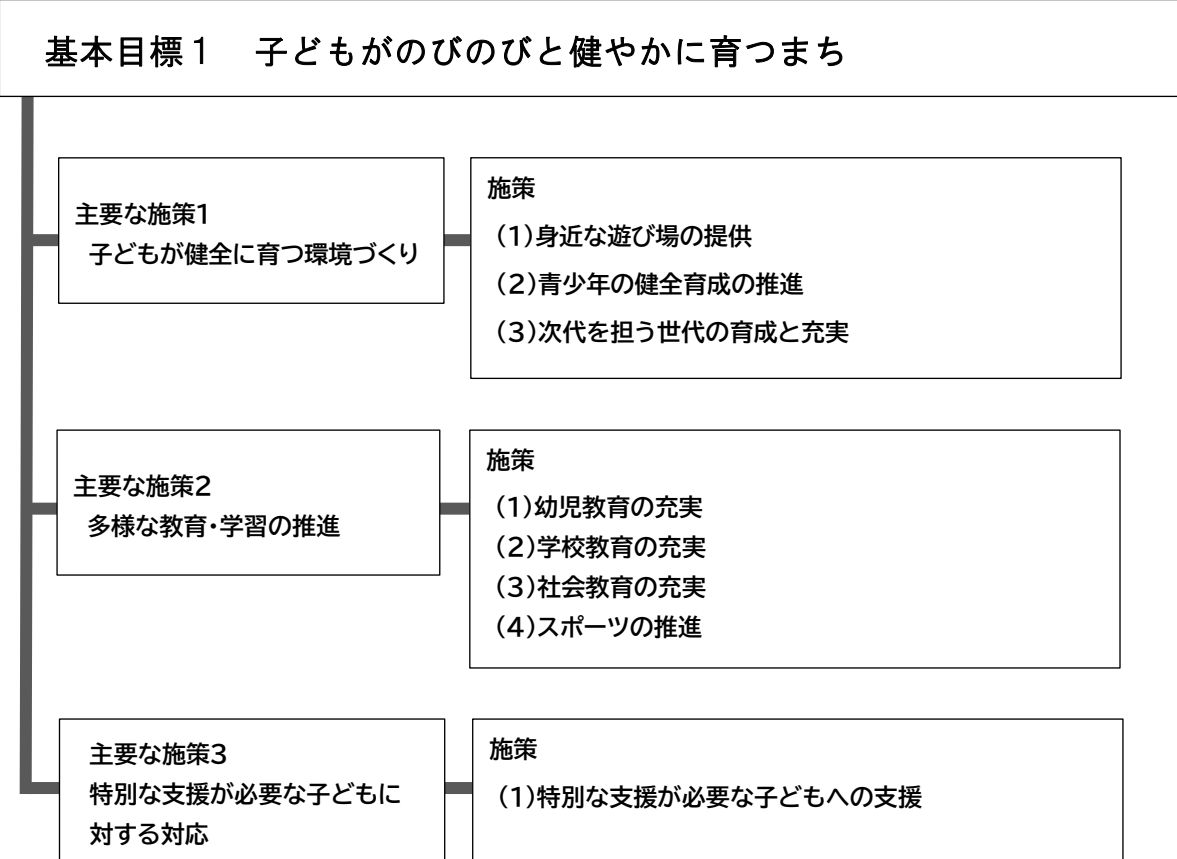 基本目標1　子どもがのびのびと健やかに育つまち
主要な施策1
子どもが健全に育つ環境づくり
施策
(1)身近な遊び場の提供
(2)青少年の健全育成の推進
(3)次代を担う世代の育成と充実
主要な施策2
多様な教育・学習の推進
施策
(1)幼児教育の充実
(2)学校教育の充実
(3)社会教育の充実
(4)スポーツの推進
主要な施策3
特別な支援が必要な子どもに
対する対応
施策
(1)特別な支援が必要な子どもへの支援